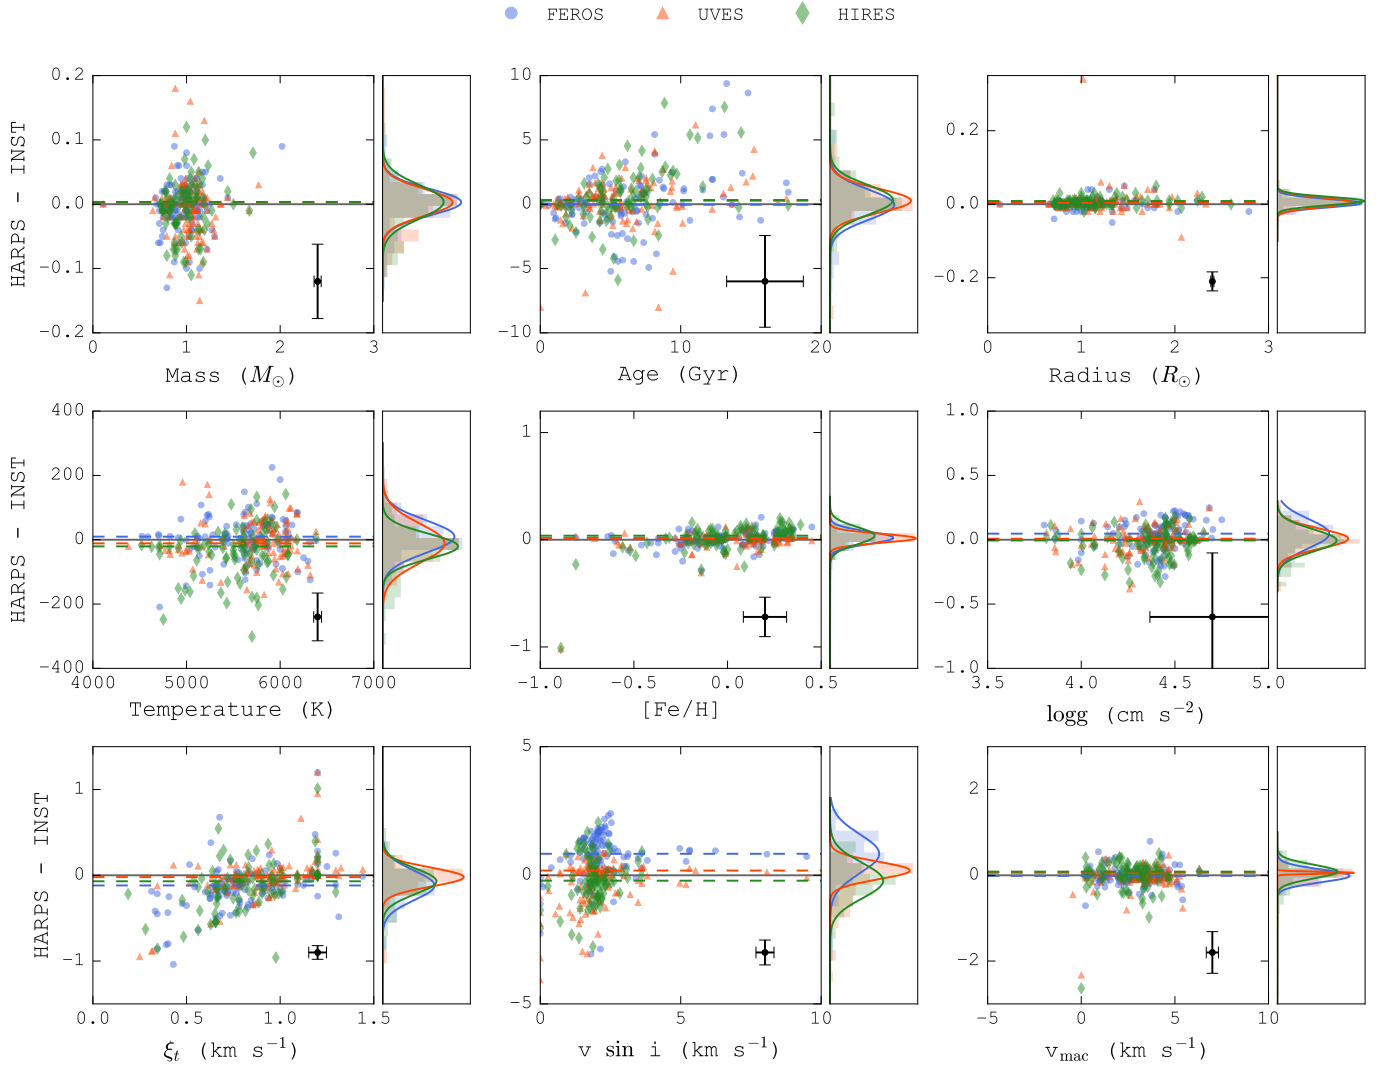 FEROS UVES HIRES
HARPS - INST
0.2
0.1
0.0
−0.1
−0.2
0 1 2 3
Mass (M⊙)
10
5
0
−5
−10
0 10 20
Age (Gyr)
0.2
0.0
−0.2
0 1 2 3
Radius (R⊙)
HARPS - INST
400
200
0
−200
−400
4000 5000 6000 7000
Temperature (K)
1
0
−1
−1.0 −0.5 0.0 0.5
[Fe/H]
1.0
0.5
0.0
−0.5
−1.0
3.5 4.0 4.5 5.0
logg (cm s⁻²)
HARPS - INST
1
0
−1
0.0 0.5 1.0 1.5
ξt (km s⁻¹)
5
0
−5
0 5 10
v sin i (km s⁻¹)
2
0
−2
−5 0 5 10
vmac (km s⁻¹)